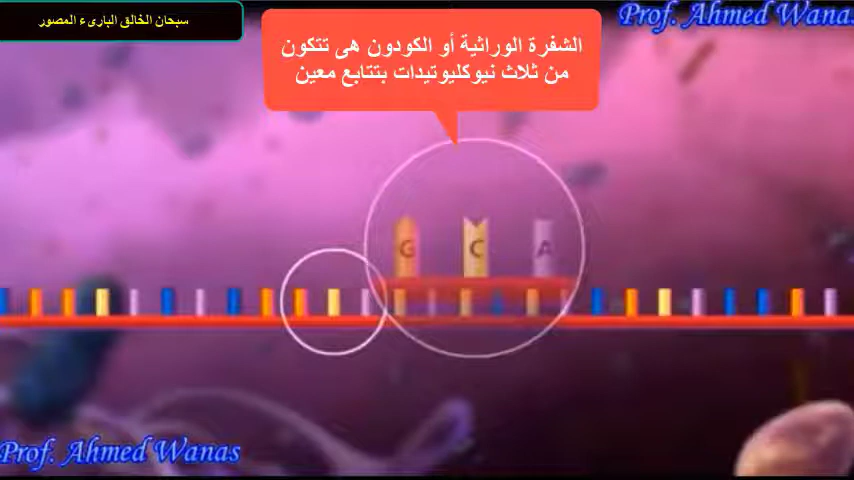 سبحان الخالق البارىء المصور
Prof. Ahmed Wanas
الشفرة الوراثية أو الكودون هى تتكون
من ثلاث نيوكليوتيدات بتتابع معين
G C A
Prof. Ahmed Wanas